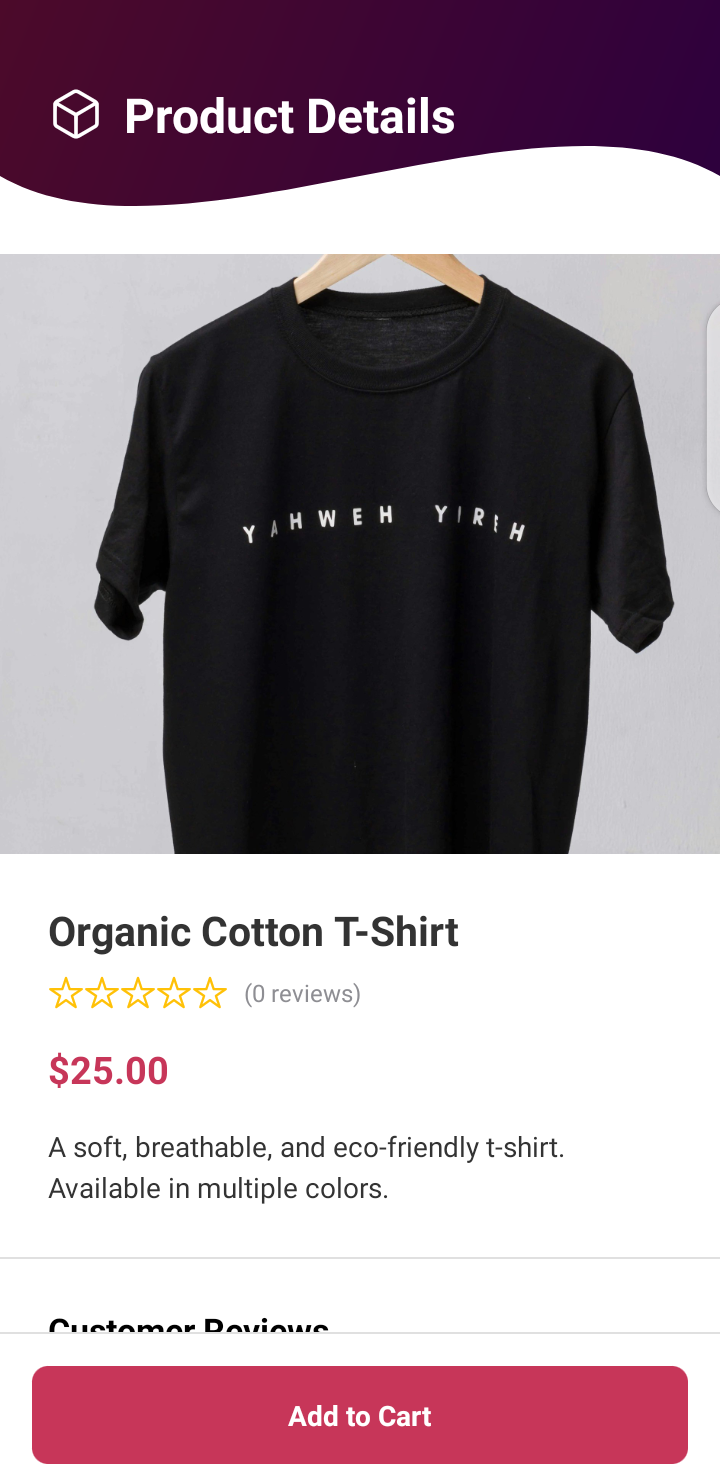 Product Details
YAHWEH YIREH
Organic Cotton T-Shirt
(0 reviews)
$25.00
A soft, breathable, and eco-friendly t-shirt.
Available in multiple colors.
Customer Reviews
Add to Cart